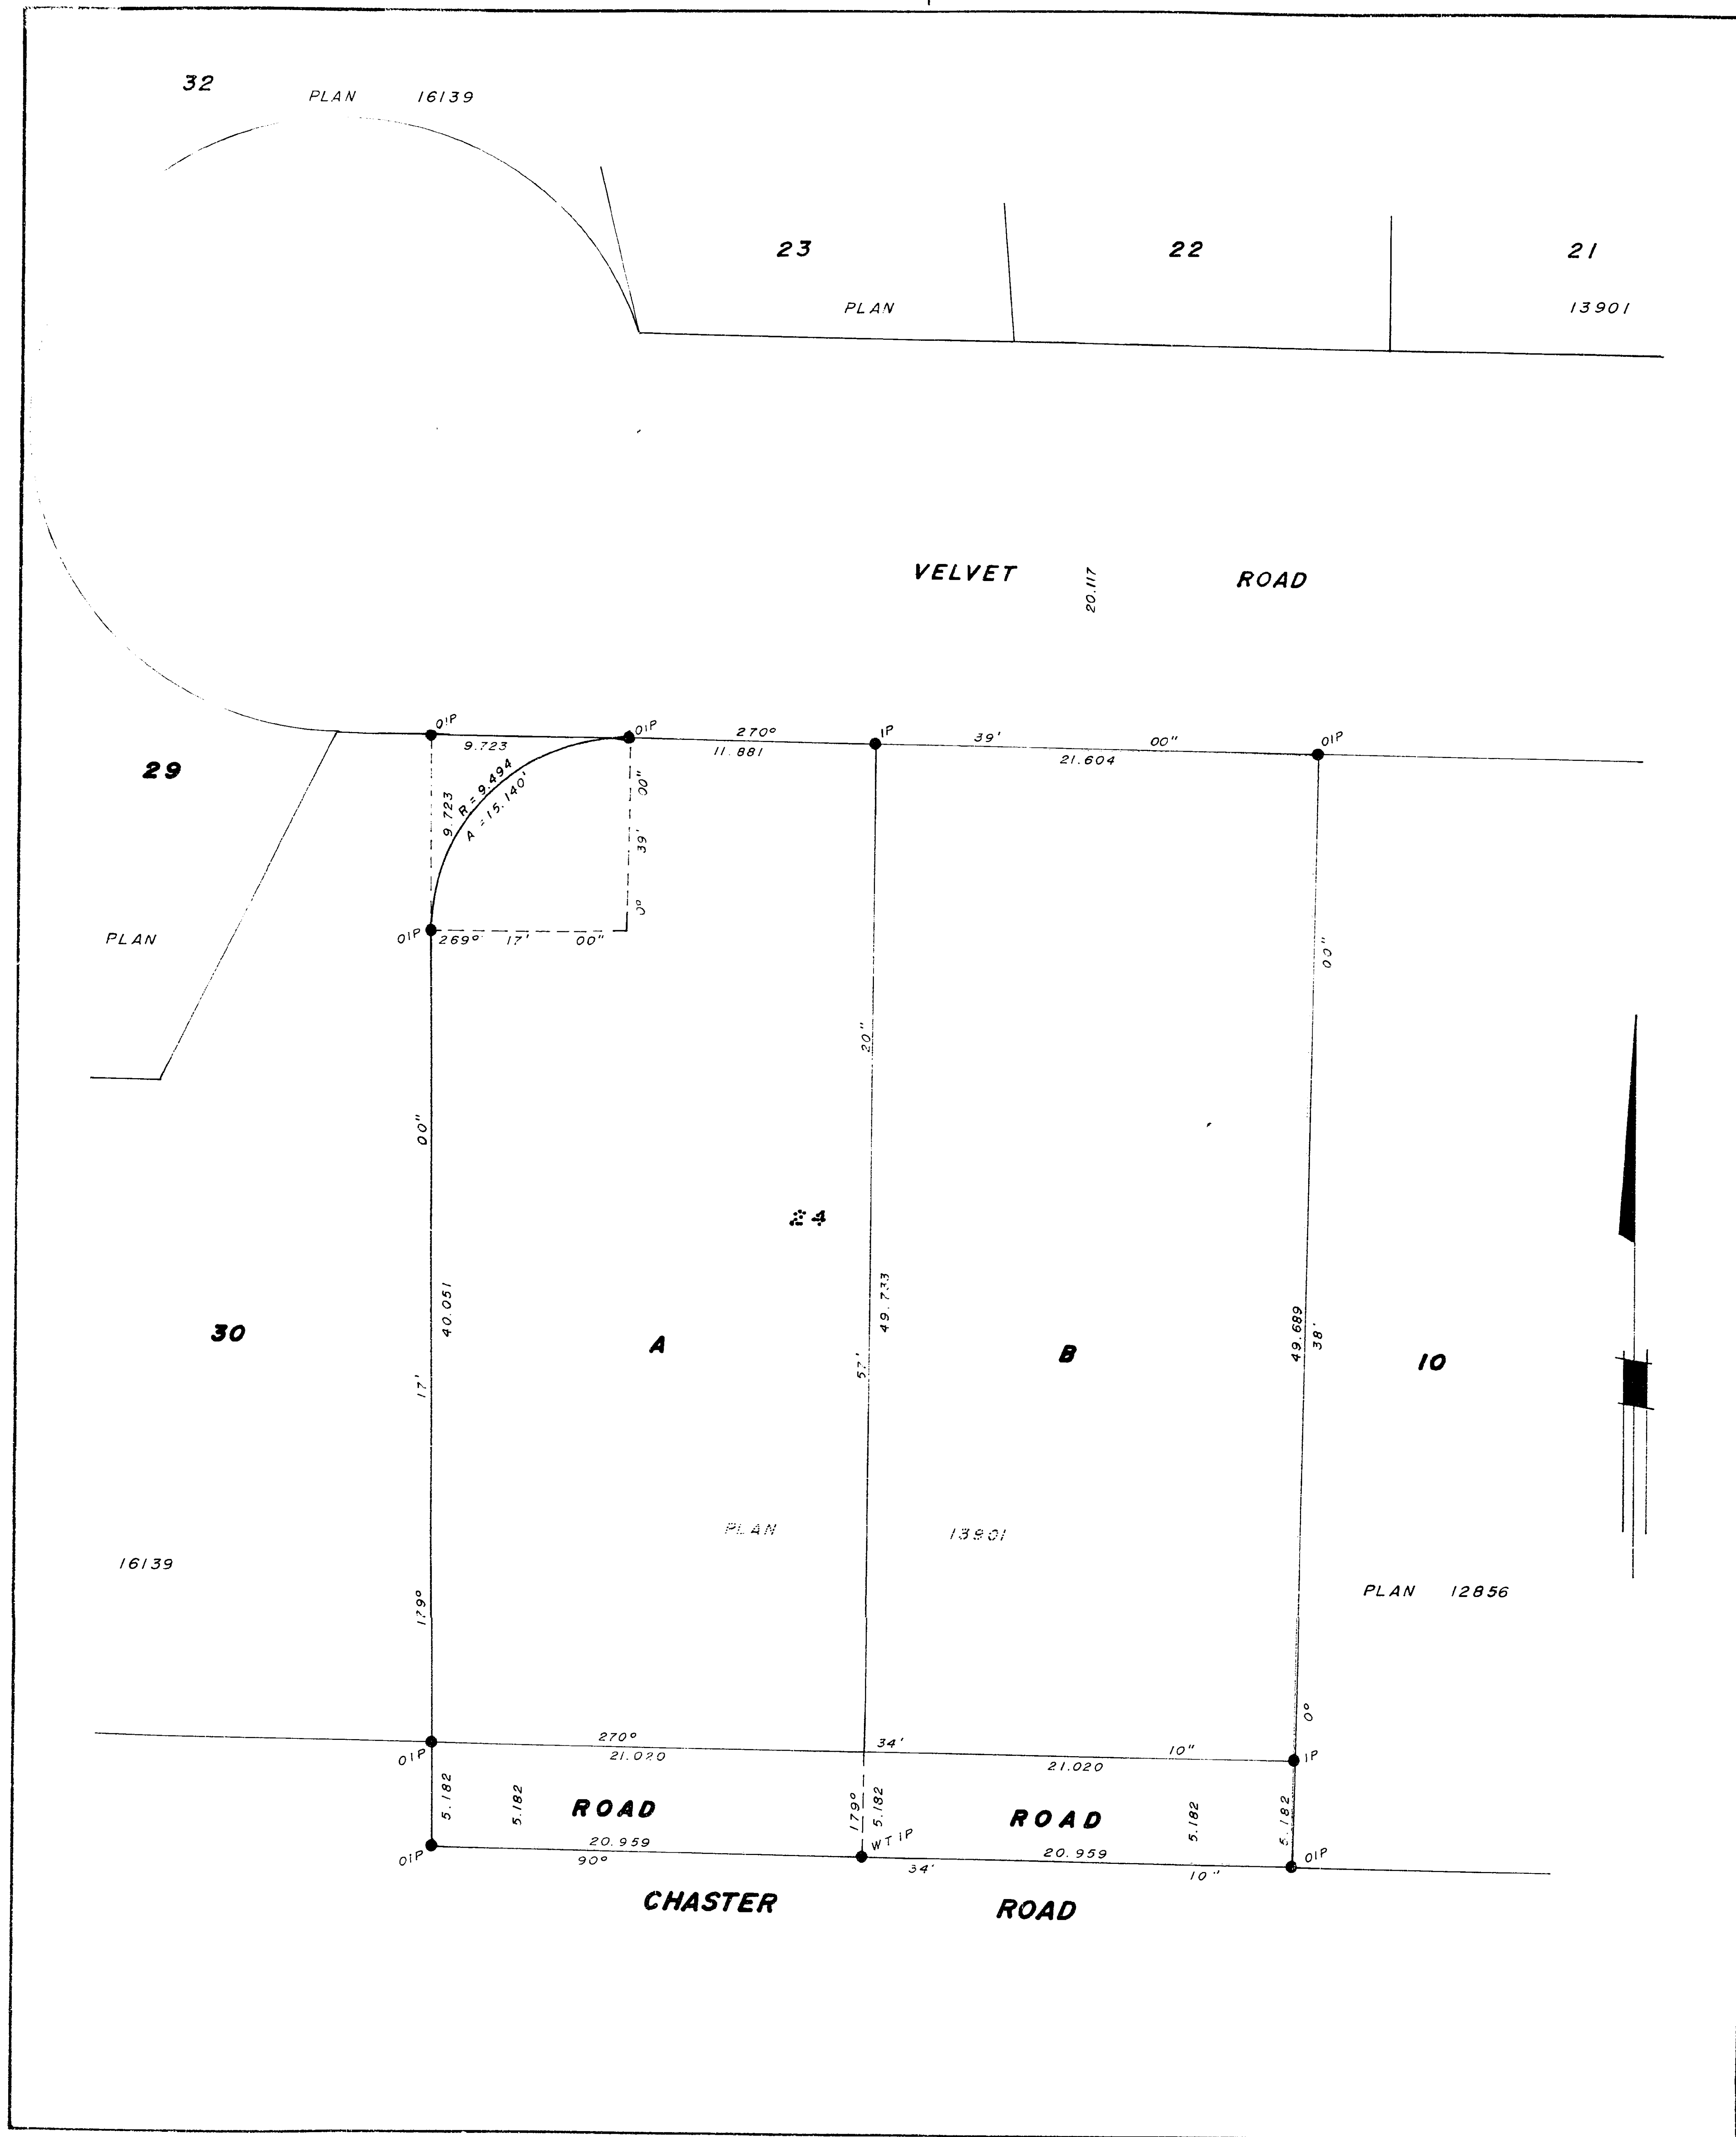 32
PLAN 16139
23 22 21
PLAN 13901
VELVET 20.117 ROAD
OIP OIP 270° IP 39' 00" OIP
9.723 11.881 21.604
29
9.723
R = 9.494
A = 15.140'
0° 39' 00"
OIP
269° 17' 00"
PLAN
00"
20"
00"
24
40.051
49.733
49.689
38'
30 A B 10
17'
57'
PLAN 13901
16139
PLAN 12856
179°
0°
270° 34' 10" IP
OIP 21.020 21.020
5.182 5.182 ROAD 179° 5.182 ROAD 5.182 5.182
20.959 WT IP 20.959 OIP
OIP 90° 34' 10"
CHASTER ROAD